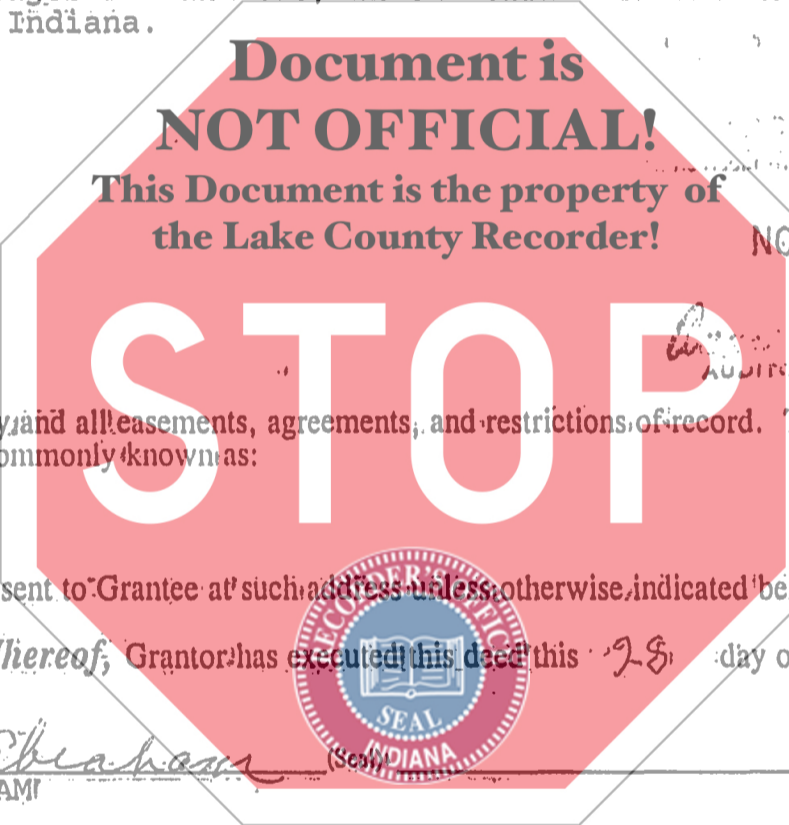 Indiana.
Document is
NOT OFFICIAL!
This Document is the property of
the Lake County Recorder!
STOP
and all easements, agreements, and restrictions of record.
known as:
sent to Grantee at such address unless otherwise indicated
Grantor has executed this deed this 28 day
(Seal)
RECORDER'S OFFICE
SEAL
INDIANA